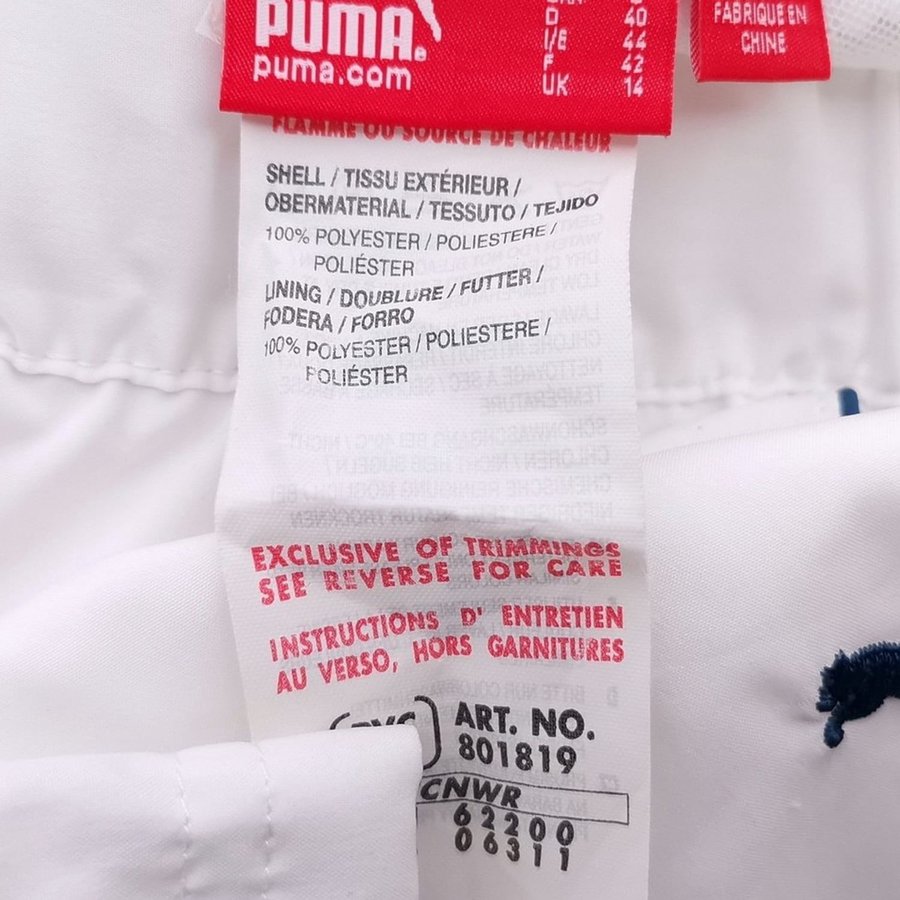 PUMA®
puma.com
D 40
I/E 44
F 42
UK 14
FABRIQUÉ EN
CHINE
FLAMME OU SOURCE DE CHALEUR
SHELL / TISSU EXTÉRIEUR /
OBERMATERIAL / TESSUTO / TEJIDO
100% POLYESTER / POLIESTERE /
POLIÉSTER
LINING / DOUBLURE / FUTTER /
FODERA / FORRO
100% POLYESTER / POLIESTERE /
POLIÉSTER
EXCLUSIVE OF TRIMMINGS
SEE REVERSE FOR CARE
INSTRUCTIONS D' ENTRETIEN
AU VERSO, HORS GARNITURES
ART. NO.
801819
CNWR
62200
06311